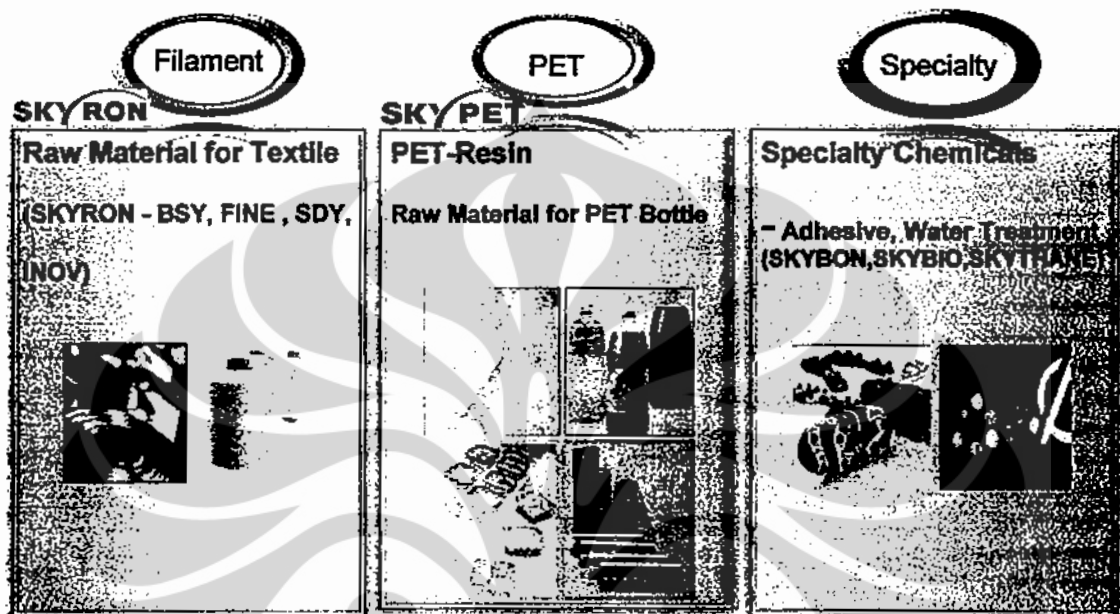 Filament
SKYRON
Raw Material for Textile
(SKYRON - BSY, FINE , SDY,
INOV)
PET
SKYPET
PET-Resin
Raw Material for PET Bottle
Specialty
Specialty Chemicals
- Adhesive, Water Treatment
(SKYBON,SKYBIO,SKYTHANE)